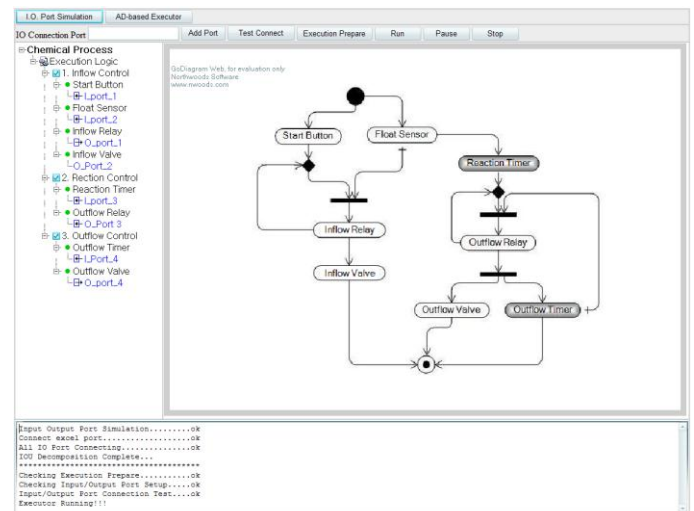 I.O. Port Simulation
AD-based Executor
IO Connection Port
Add Port
Test Connect
Execution Prepare
Run
Pause
Stop
Chemical Process
Execution Logic
1. Inflow Control
Start Button
I_port_1
Float Sensor
I_port_2
Inflow Relay
O_port_1
Inflow Valve
O_Port_2
2. Rection Control
Reaction Timer
I_port_3
Outflow Relay
O_Port 3
3. Outflow Control
Outflow Timer
I_Port_4
Outflow Valve
O_port_4
GoDiagram Web, for evaluation only
Northwoods Software
www.nwoods.com
Start Button
Float Sensor
Reaction Timer
Inflow Relay
Outflow Relay
Inflow Valve
Outflow Valve
Outflow Timer
Input Output Port Simulation.........ok
Connect excel port...................ok
All IO Port Connecting...............ok
IOU Decomposition Complete...
****************************************
Checking Execution Prepare...........ok
Checking Input/Output Port Setup.....ok
Input/Output Port Connection Test....ok
Executor Running!!!